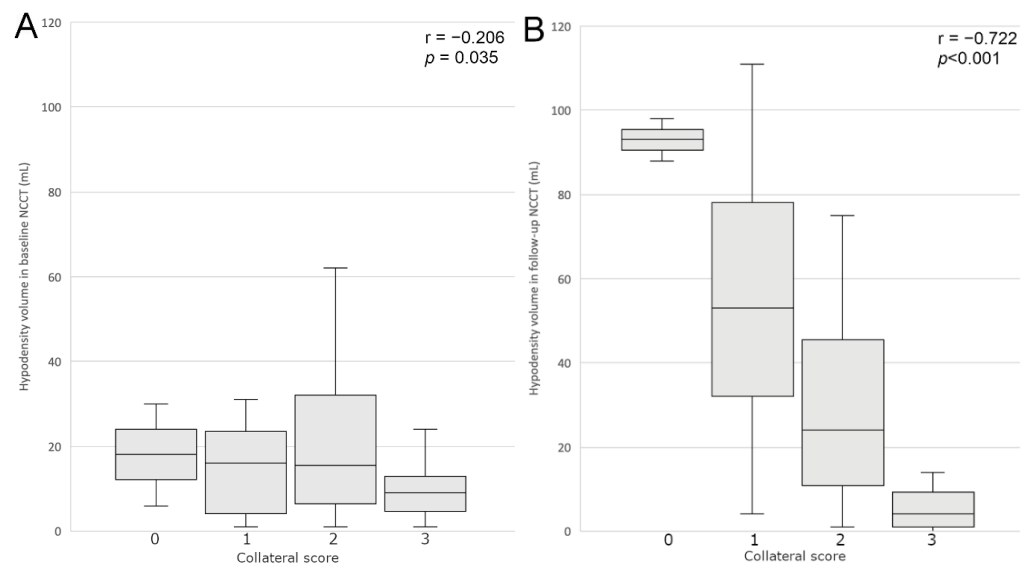 A
r = −0.206
p = 0.035
Hypodensity volume in baseline NCCT (mL)
120
100
80
60
40
20
0
0 1 2 3
Collateral score
B
r = −0.722
p<0.001
Hypodensity volume in follow-up NCCT (mL)
120
100
80
60
40
20
0
0 1 2 3
Collateral score